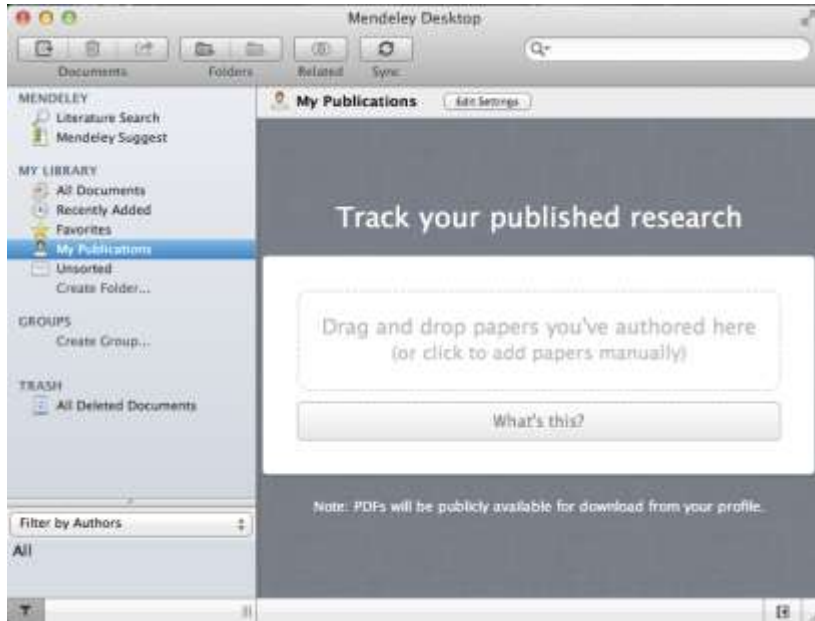 Mendeley Desktop
Documents
Folders
Related
Sync
MENDELEY
Literature Search
Mendeley Suggest
MY LIBRARY
All Documents
Recently Added
Favorites
My Publications
Unsorted
Create Folder...
GROUPS
Create Group...
TRASH
All Deleted Documents
Filter by Authors
All
My Publications
Edit Settings
Track your published research
Drag and drop papers you've authored here
(or click to add papers manually)
What's this?
Note: PDFs will be publicly available for download from your profile.